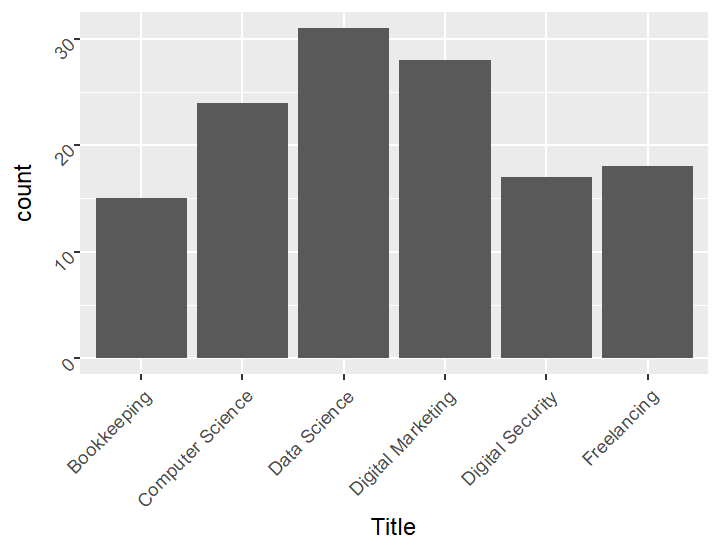 count
30
20
10
0
Bookkeeping
Computer Science
Data Science
Digital Marketing
Digital Security
Freelancing
Title